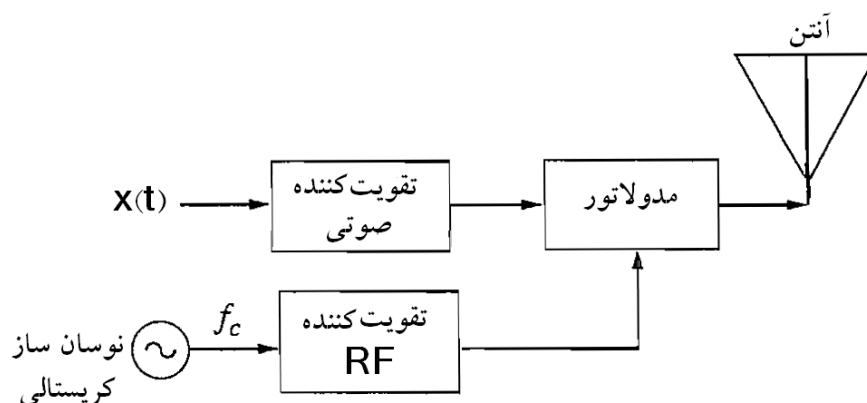 آنتن
x(t)
تقویت‌کننده
صوتی
مدولاتور
نوسان ساز
کریستالی
f_c
تقویت‌کننده
RF